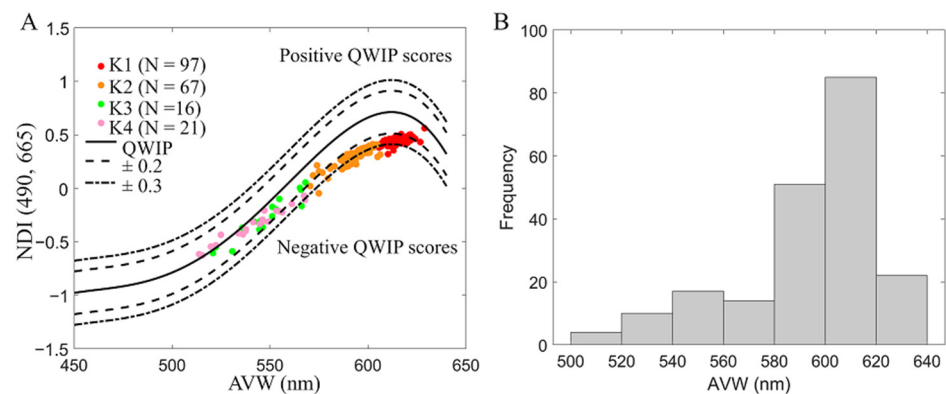 A
1.5
1
0.5
0
−0.5
−1
−1.5
NDI (490, 665)
Positive QWIP scores
K1 (N = 97)
K2 (N = 67)
K3 (N =16)
K4 (N = 21)
QWIP
± 0.2
± 0.3
Negative QWIP scores
450 500 550 600 650
AVW (nm)
B
100
80
60
40
20
0
Frequency
500 520 540 560 580 600 620 640
AVW (nm)